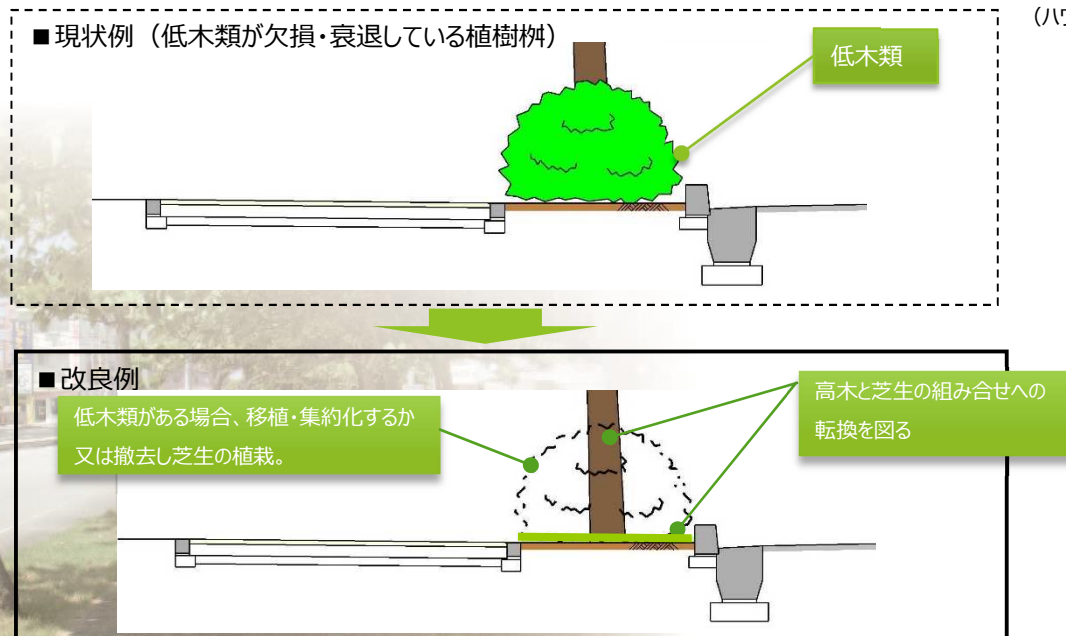 ■現状例（低木類が欠損・衰退している植樹桝）
低木類
■改良例
低木類がある場合、移植・集約化するか
又は撤去し芝生の植栽。
高木と芝生の組み合せへの
転換を図る